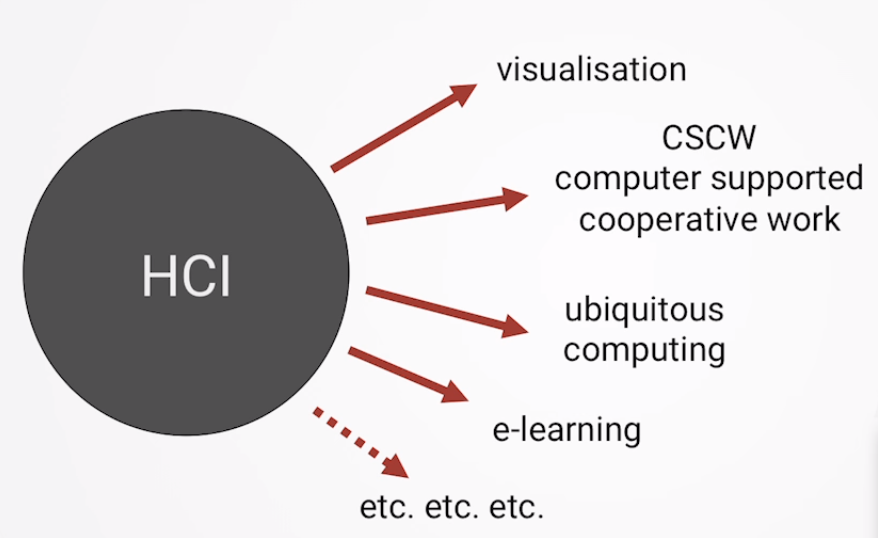 HCI
visualisation
CSCW
computer supported
cooperative work
ubiquitous
computing
e-learning
etc. etc. etc.